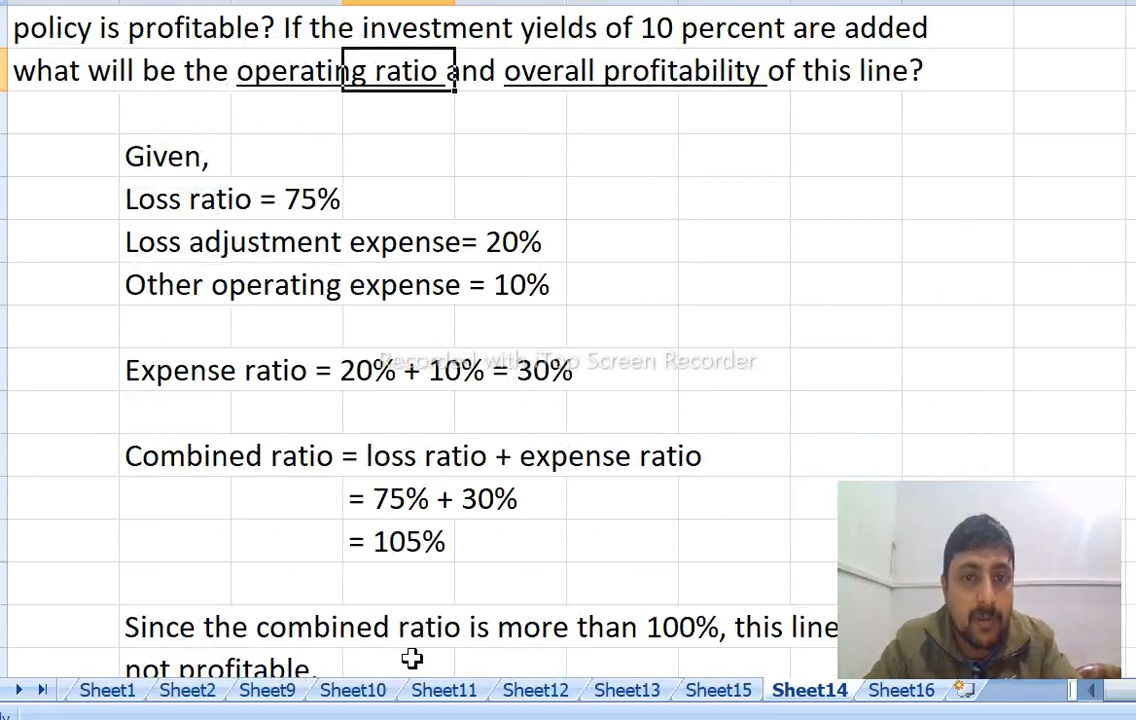 policy is profitable? If the investment yields of 10 percent are added
what will be the operating ratio and overall profitability of this line?
Given,
Loss ratio = 75%
Loss adjustment expense= 20%
Other operating expense = 10%
Recorded with iTop Screen Recorder
Expense ratio = 20% + 10% = 30%
Combined ratio = loss ratio + expense ratio
= 75% + 30%
= 105%
Since the combined ratio is more than 100%, this line
not profitable.
Sheet1 Sheet2 Sheet9 Sheet10 Sheet11 Sheet12 Sheet13 Sheet15 Sheet14 Sheet16